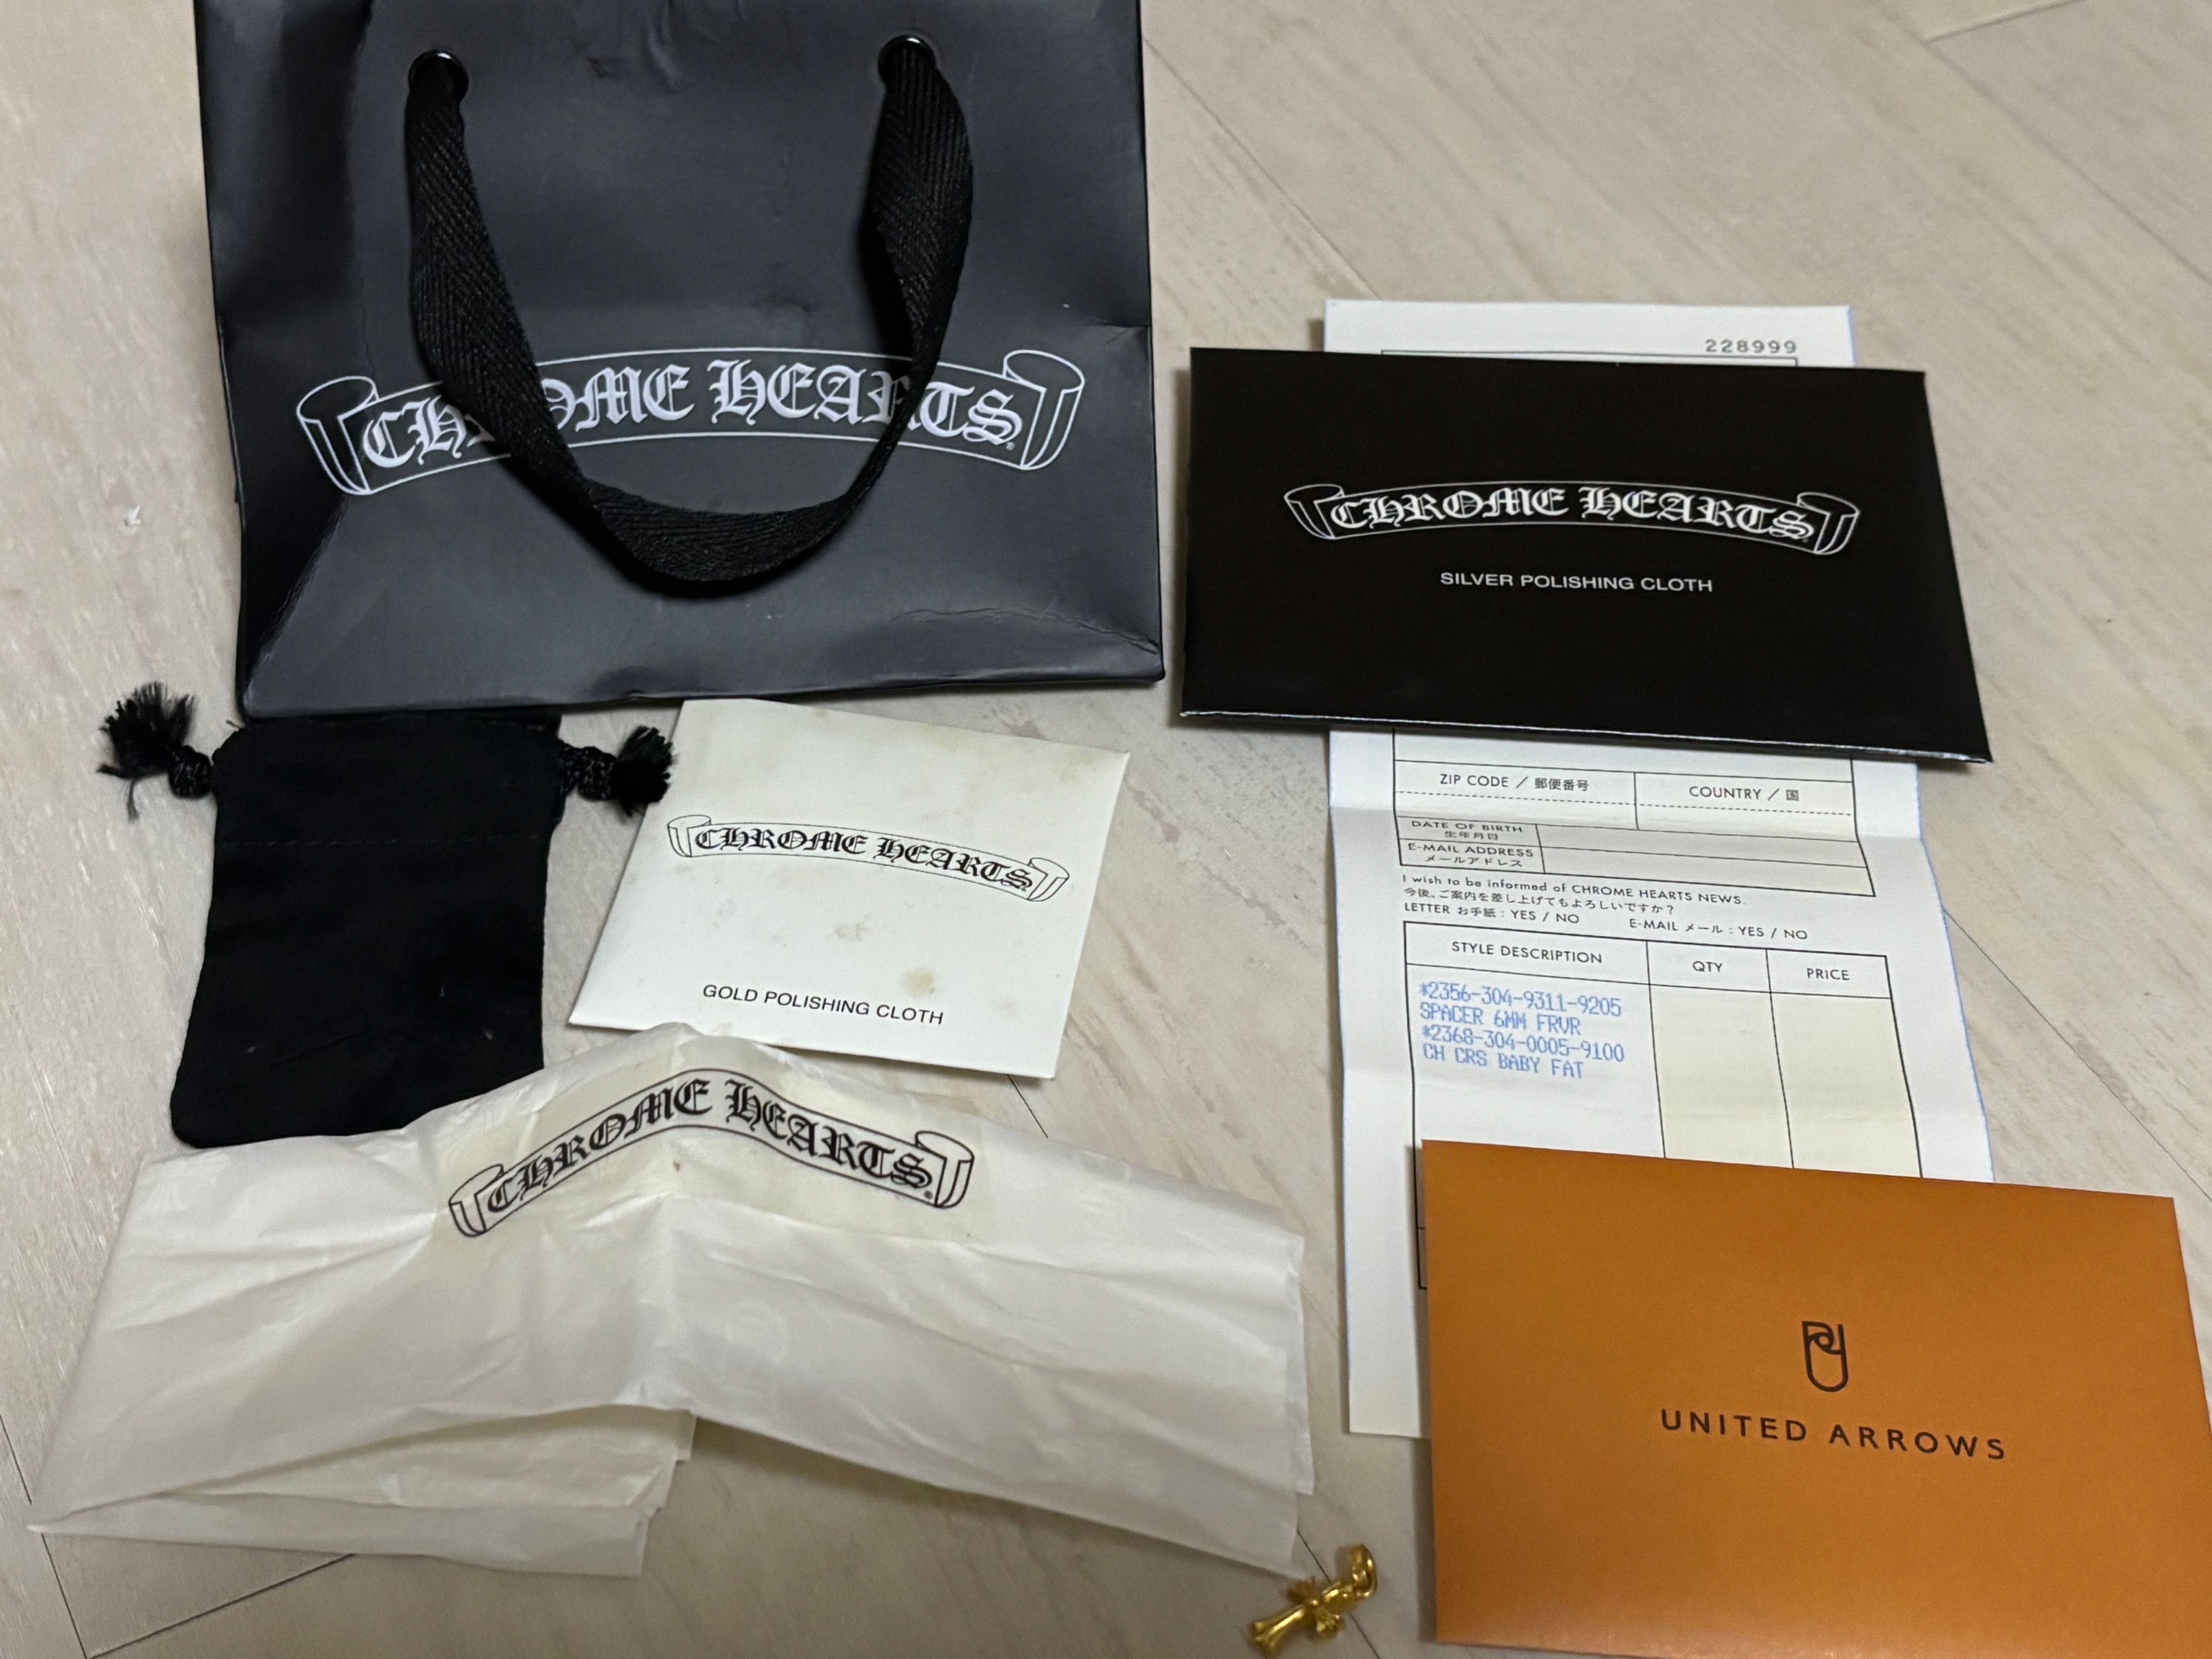 CHROME HEARTS
228999
CHROME HEARTS
SILVER POLISHING CLOTH
CHROME HEARTS
GOLD POLISHING CLOTH
CHROME HEARTS
ZIP CODE / 郵便番号 COUNTRY / 国
DATE OF BIRTH
生年月日
E-MAIL ADDRESS
メールアドレス
I wish to be informed of CHROME HEARTS NEWS.
今後、ご案内を差し上げてもよろしいですか?
LETTER お手紙 : YES / NO E-MAIL メール : YES / NO
STYLE DESCRIPTION QTY PRICE
*2356-304-9311-9205
SPACER 6MM FRVR
*2368-304-0005-9100
CH CRS BABY FAT
UNITED ARROWS